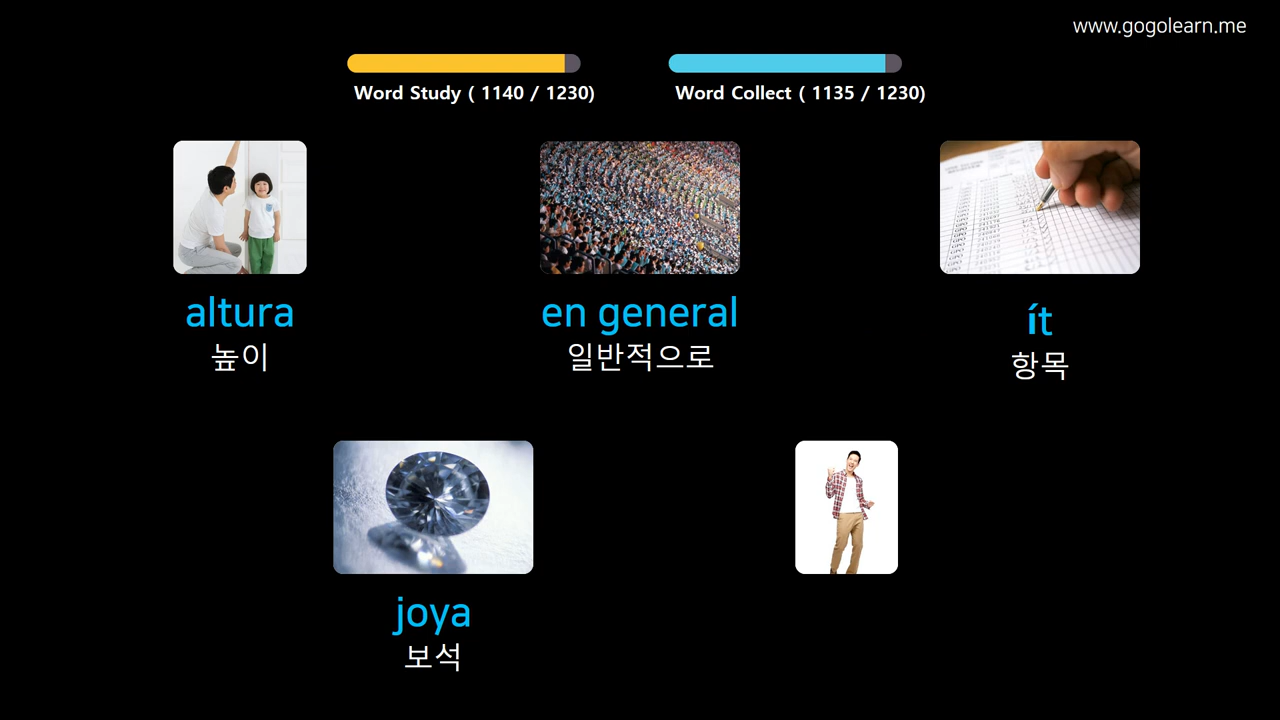 www.gogolearn.me
Word Study ( 1140 / 1230)
Word Collect ( 1135 / 1230)
altura
높이
en general
일반적으로
ít
항목
joya
보석